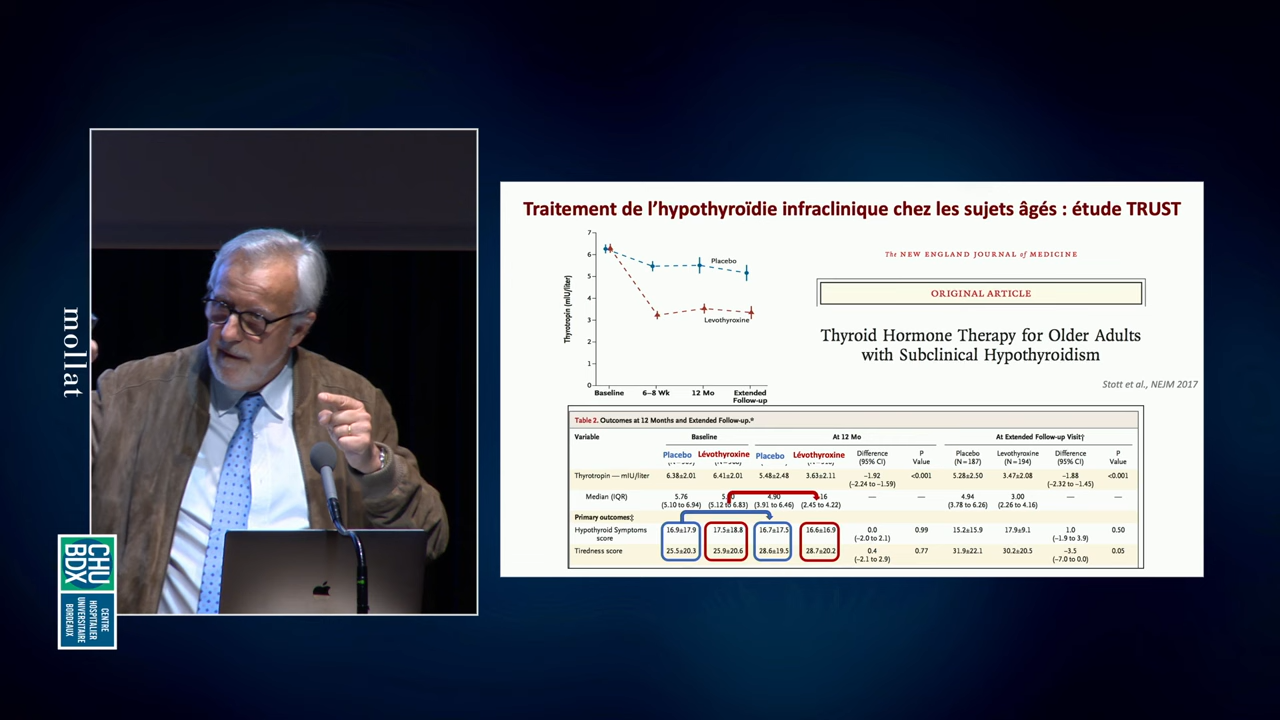 mollat
CHU
BDX
CENTRE
HOSPITALIER
UNIVERSITAIRE
BORDEAUX
Traitement de l'hypothyroïdie infraclinique chez les sujets âgés : étude TRUST
Thyrotropin (mIU/liter)
7
6
5
4
3
2
1
0
Placebo
Levothyroxine
Baseline
6–8 Wk
12 Mo
Extended
Follow-up
The NEW ENGLAND JOURNAL of MEDICINE
ORIGINAL ARTICLE
Thyroid Hormone Therapy for Older Adults
with Subclinical Hypothyroidism
Stott et al., NEJM 2017
Table 2. Outcomes at 12 Months and Extended Follow-up.*
Variable Baseline At 12 Mo At Extended Follow-up Visit†
Placebo Lévothyroxine Placebo Lévothyroxine Difference (95% CI) P Value Placebo (N=187) Levothyroxine (N=194) Difference (95% CI) P Value
Thyrotropin — mIU/liter 6.38±2.01 6.41±2.01 5.48±2.48 3.63±2.11 −1.92 <0.001 5.28±2.50 3.47±2.08 −1.88 <0.001
(−2.24 to −1.59) (−2.32 to −1.45)
Median (IQR) 5.76 4.90 — — 4.94 3.00 — —
(5.10 to 6.94) (5.12 to 6.83) (3.91 to 6.46) (2.45 to 4.22) (3.78 to 6.26) (2.26 to 4.16)
Primary outcomes‡
Hypothyroid Symptoms score 16.9±17.9 17.5±18.8 16.7±17.5 16.6±16.9 0.0 0.99 15.2±15.9 17.9±9.1 1.0 0.50
(−2.0 to 2.1) (−1.9 to 3.9)
Tiredness score 25.5±20.3 25.9±20.6 28.6±19.5 28.7±20.2 0.4 0.77 31.9±22.1 30.2±20.5 −3.5 0.05
(−2.1 to 2.9) (−7.0 to 0.0)